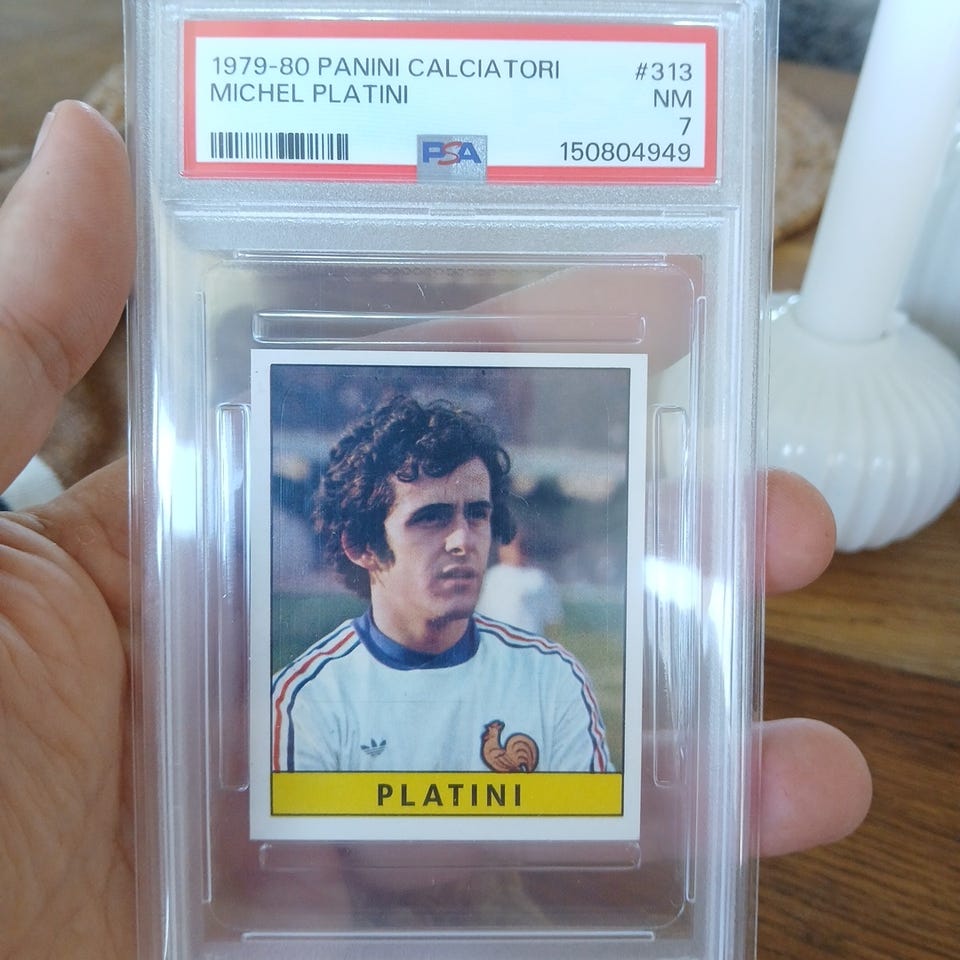 1979-80 PANINI CALCIATORI #313
MICHEL PLATINI NM
7
PSA 150804949
PLATINI